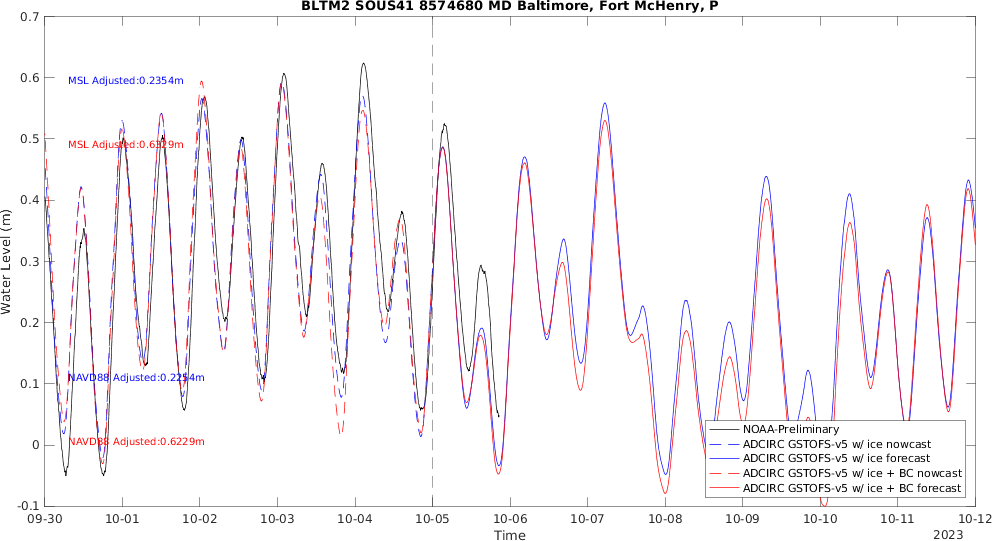 BLTM2 SOUS41 8574680 MD Baltimore, Fort McHenry, P
0.7
0.6
0.5
0.4
0.3
0.2
0.1
0
-0.1
Water Level (m)
MSL Adjusted:0.2354m
MSL Adjusted:0.6329m
NAVD88 Adjusted:0.2254m
NAVD88 Adjusted:0.6229m
NOAA-Preliminary
ADCIRC GSTOFS-v5 w/ ice nowcast
ADCIRC GSTOFS-v5 w/ ice forecast
ADCIRC GSTOFS-v5 w/ ice + BC nowcast
ADCIRC GSTOFS-v5 w/ ice + BC forecast
09-30 10-01 10-02 10-03 10-04 10-05 10-06 10-07 10-08 10-09 10-10 10-11 10-12
Time
2023